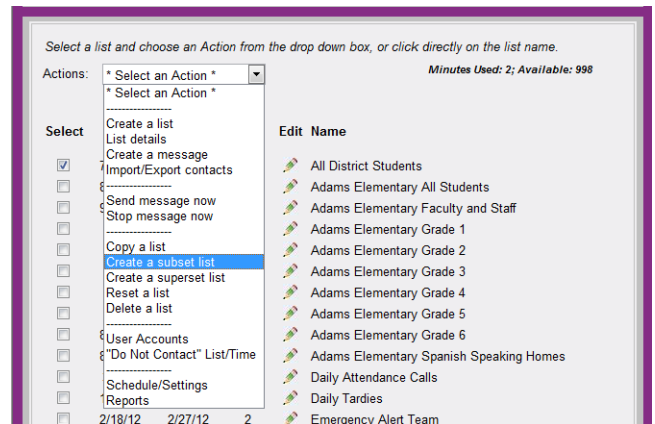 Select a list and choose an Action from the drop down box, or click directly on the list name.
Actions: * Select an Action * Minutes Used: 2; Available: 998
* Select an Action *
-----------------
Create a list
List details
Create a message
Import/Export contacts
-----------------
Send message now
Stop message now
-----------------
Copy a list
Create a subset list
Create a superset list
Reset a list
Delete a list
-----------------
User Accounts
"Do Not Contact" List/Time
-----------------
Schedule/Settings
Reports
Select Edit Name
All District Students
Adams Elementary All Students
Adams Elementary Faculty and Staff
Adams Elementary Grade 1
Adams Elementary Grade 2
Adams Elementary Grade 3
Adams Elementary Grade 4
Adams Elementary Grade 5
Adams Elementary Grade 6
Adams Elementary Spanish Speaking Homes
Daily Attendance Calls
Daily Tardies
2/18/12 2/27/12 2 Emergency Alert Team